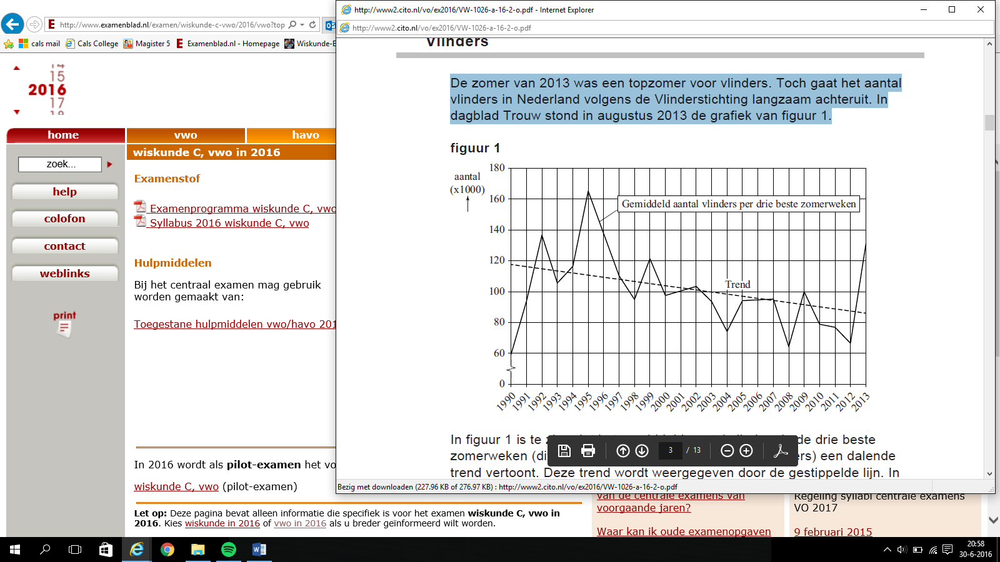 http://www2.cito.nl/vo/ex2016/VW-1026-a-16-2-o.pdf - Internet Explorer
http://www2.cito.nl/vo/ex2016/VW-1026-a-16-2-o.pdf
http://www.examenblad.nl/examen/wiskunde-c-vwo/2016/vwo?top
cals mail
Cals College
Magister 5
Examenblad.nl - Homepage
Wiskunde-E
14
15
2016
17
18
home
vwo
havo
zoek...
help
colofon
contact
weblinks
print
wiskunde C, vwo in 2016
Examenstof
Examenprogramma wiskunde C, vwo
Syllabus 2016 wiskunde C, vwo
Hulpmiddelen
Bij het centraal examen mag gebruik
worden gemaakt van:
Toegestane hulpmiddelen vwo/havo 201
In 2016 wordt als pilot-examen het vo
wiskunde C, vwo (pilot-examen)
Let op: Deze pagina bevat alleen informatie die specifiek is voor het examen wiskunde C, vwo in
2016. Kies wiskunde in 2016 of vwo in 2016 als u breder geïnformeerd wilt worden.
Vlinders
De zomer van 2013 was een topzomer voor vlinders. Toch gaat het aantal
vlinders in Nederland volgens de Vlinderstichting langzaam achteruit. In
dagblad Trouw stond in augustus 2013 de grafiek van figuur 1.
figuur 1
aantal
(x1000)
180
160
140
120
100
80
60
0
Gemiddeld aantal vlinders per drie beste zomerweken
Trend
1990 1991 1992 1993 1994 1995 1996 1997 1998 1999 2000 2001 2002 2003 2004 2005 2006 2007 2008 2009 2010 2011 2012 2013
In figuur 1 is te de drie beste
zomerweken (di ers) een dalende
trend vertoont. Deze trend wordt weergegeven door de gestippelde lijn. In
3 / 13
Bezig met downloaden (227.96 KB of 276.97 KB) : http://www2.cito.nl/vo/ex2016/VW-1026-a-16-2-o.pdf
van de centrale examens van
voorgaande jaren?
Waar kan ik oude examenopgaven
Regeling syllabi centrale examens
VO 2017
9 februari 2015
20:58
30-6-2016